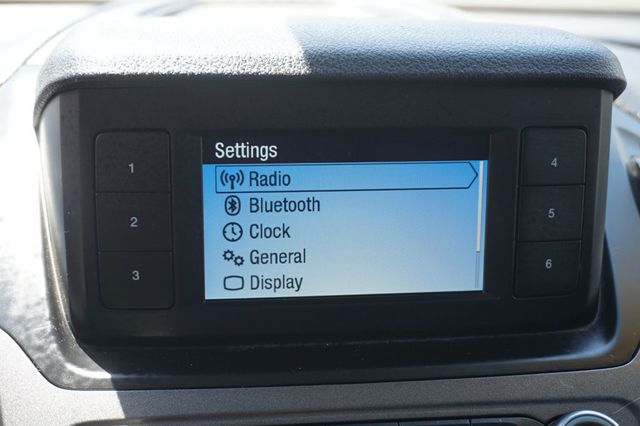 Settings
1
2
3
Radio
Bluetooth
Clock
General
Display
4
5
6